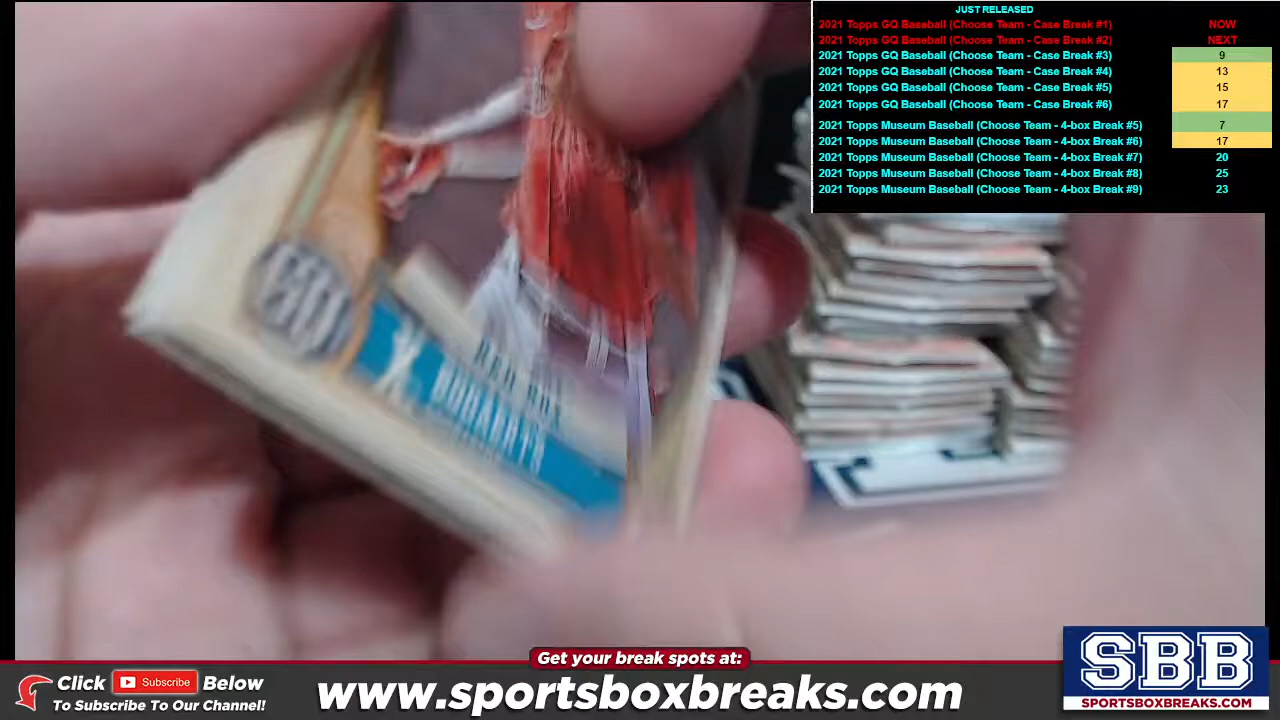 JUST RELEASED
2021 Topps GQ Baseball (Choose Team - Case Break #1) NOW
2021 Topps GQ Baseball (Choose Team - Case Break #2) NEXT
2021 Topps GQ Baseball (Choose Team - Case Break #3) 9
2021 Topps GQ Baseball (Choose Team - Case Break #4) 13
2021 Topps GQ Baseball (Choose Team - Case Break #5) 15
2021 Topps GQ Baseball (Choose Team - Case Break #6) 17
2021 Topps Museum Baseball (Choose Team - 4-box Break #5) 7
2021 Topps Museum Baseball (Choose Team - 4-box Break #6) 17
2021 Topps Museum Baseball (Choose Team - 4-box Break #7) 20
2021 Topps Museum Baseball (Choose Team - 4-box Break #8) 25
2021 Topps Museum Baseball (Choose Team - 4-box Break #9) 23
RED SOX
X. BOGAERTS
Get your break spots at:
Click Subscribe Below
To Subscribe To Our Channel!
www.sportsboxbreaks.com
SBB
SPORTSBOXBREAKS.COM